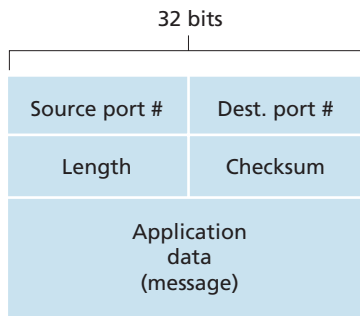 32 bits
Source port #
Dest. port #
Length
Checksum
Application
data
(message)